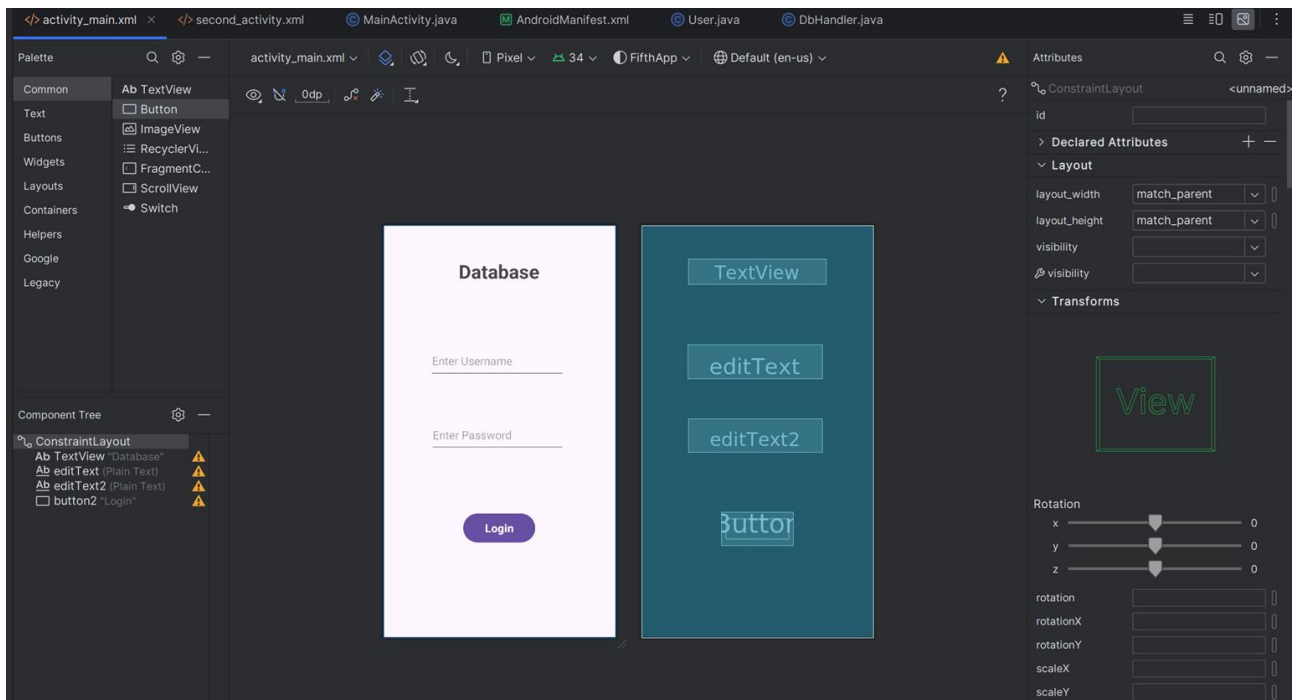 activity_main.xml
second_activity.xml
MainActivity.java
AndroidManifest.xml
User.java
DbHandler.java
Palette
Common
Text
Buttons
Widgets
Layouts
Containers
Helpers
Google
Legacy
Ab TextView
Button
ImageView
RecyclerVi...
FragmentC...
ScrollView
Switch
activity_main.xml
Pixel
34
FifthApp
Default (en-us)
0dp
?
Database
Enter Username
Enter Password
Login
TextView
editText
editText2
Button
Component Tree
ConstraintLayout
Ab TextView "Database"
Ab editText (Plain Text)
Ab editText2 (Plain Text)
button2 "Login"
Attributes
ConstraintLayout <unnamed>
id
Declared Attributes
Layout
layout_width match_parent
layout_height match_parent
visibility
visibility
Transforms
View
Rotation
x 0
y 0
z 0
rotation
rotationX
rotationY
scaleX
scaleY